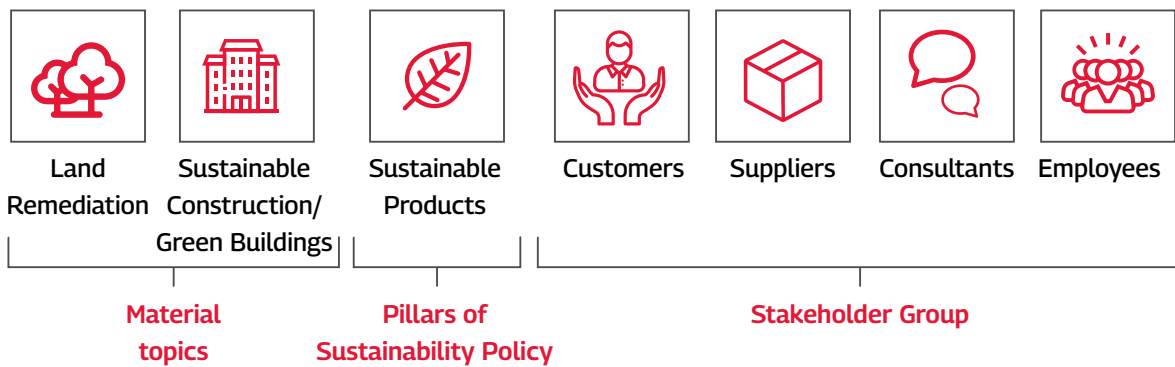 Land
Remediation
Sustainable
Construction/
Green Buildings
Sustainable
Products
Customers
Suppliers
Consultants
Employees
Material
topics
Pillars of
Sustainability Policy
Stakeholder Group